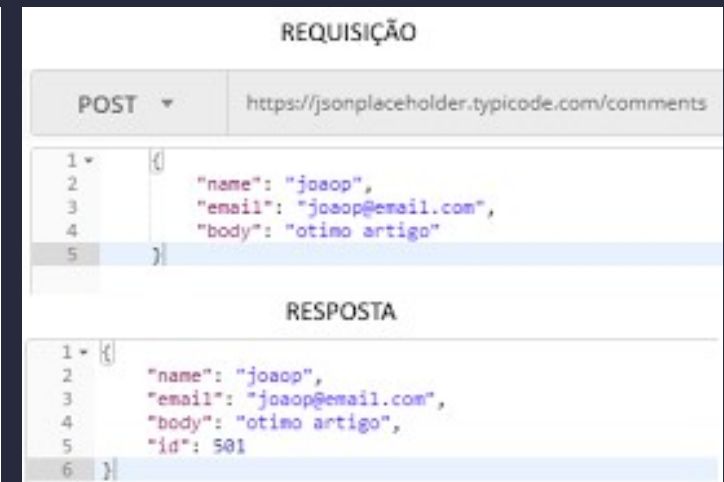 REQUISIÇÃO
POST https://jsonplaceholder.typicode.com/comments
1 {
2 "name": "joaop",
3 "email": "joaop@email.com",
4 "body": "otimo artigo"
5 }
RESPOSTA
1 {
2 "name": "joaop",
3 "email": "joaop@email.com",
4 "body": "otimo artigo",
5 "id": 501
6 }